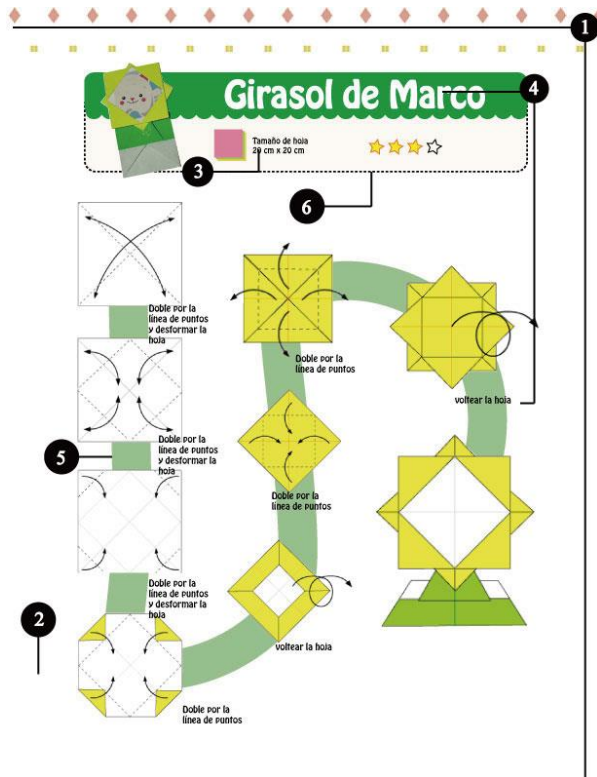 1
Girasol de Marco
4
Tamaño de hoja
20 cm x 20 cm
3
6
Doble por la
línea de puntos
y desformar la
hoja
Doble por la
línea de puntos
y desformar la
hoja
5
Doble por la
línea de puntos
y desformar la
hoja
2
Doble por la
línea de puntos
voltear la hoja
Doble por la
línea de puntos
Doble por la
línea de puntos
voltear la hoja